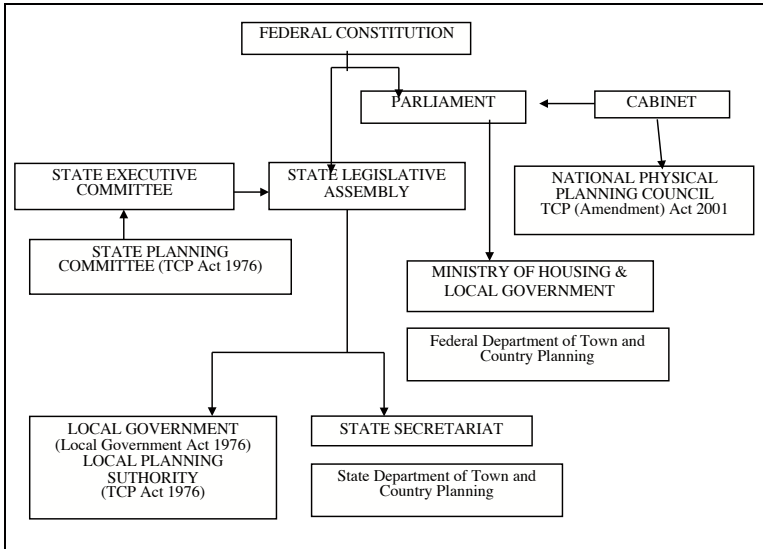 FEDERAL CONSTITUTION
PARLIAMENT
CABINET
STATE EXECUTIVE
COMMITTEE
STATE LEGISLATIVE
ASSEMBLY
NATIONAL PHYSICAL
PLANNING COUNCIL
TCP (Amendment) Act 2001
STATE PLANNING
COMMITTEE (TCP Act 1976)
MINISTRY OF HOUSING &
LOCAL GOVERNMENT
Federal Department of Town and
Country Planning
LOCAL GOVERNMENT
(Local Government Act 1976)
LOCAL PLANNING
SUTHORITY
(TCP Act 1976)
STATE SECRETARIAT
State Department of Town and
Country Planning